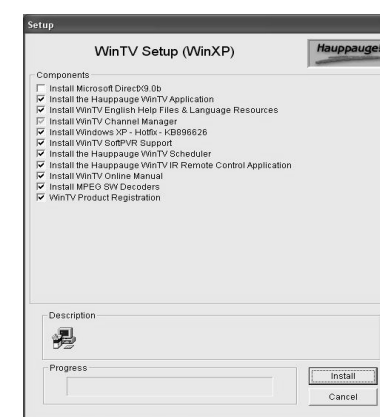 Setup
WinTV Setup (WinXP)
Hauppauge!
Components
Install Microsoft DirectX9.0b
Install the Hauppauge WinTV Application
Install WinTV English Help Files & Language Resources
Install WinTV Channel Manager
Install Windows XP - Hotfix - KB896626
Install WinTV SoftPVR Support
Install the Hauppauge WinTV Scheduler
Install the Hauppauge WinTV IR Remote Control Application
Install WinTV Online Manual
Install MPEG SW Decoders
WinTV Product Registration
Description
Progress
Install
Cancel